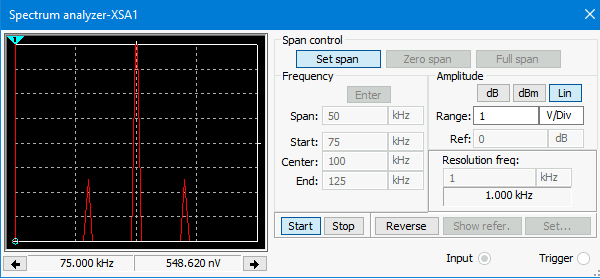 Spectrum analyzer-XSA1
1
Span control
Set span Zero span Full span
Frequency
Enter
Span: 50 kHz
Start: 75 kHz
Center: 100 kHz
End: 125 kHz
Amplitude
dB dBm Lin
Range: 1 V/Div
Ref: 0 dB
Resolution freq:
1 kHz
1.000 kHz
Start Stop Reverse Show refer. Set...
75.000 kHz 548.620 nV
Input Trigger